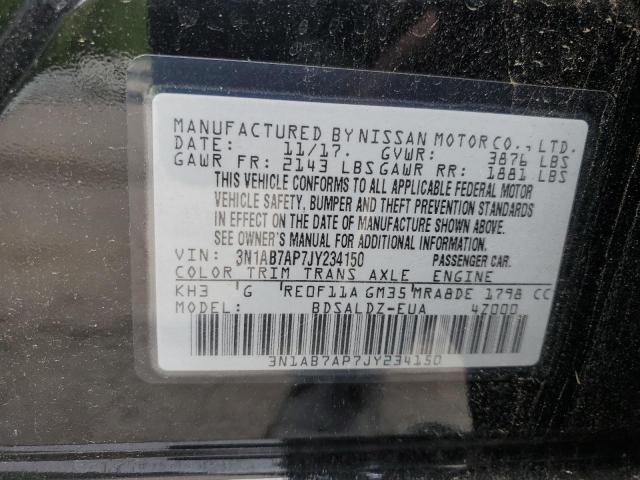 MANUFACTURED BY NISSAN MOTOR CO., LTD.
DATE: 11/17. GVWR: 3876 LBS
GAWR FR: 2143 LBS GAWR RR: 1881 LBS
THIS VEHICLE CONFORMS TO ALL APPLICABLE FEDERAL MOTOR
VEHICLE SAFETY, BUMPER AND THEFT PREVENTION STANDARDS
IN EFFECT ON THE DATE OF MANUFACTURE SHOWN ABOVE.
SEE OWNER'S MANUAL FOR ADDITIONAL INFORMATION
VIN: 3N1AB7AP7JY234150 PASSENGER CAR.
COLOR TRIM TRANS AXLE ENGINE
KH3 'G RE0F11A GM35 MRA8DE 1798 CC
MODEL: BDSALDZ-EUA 4Z000
3N1AB7AP7JY234150